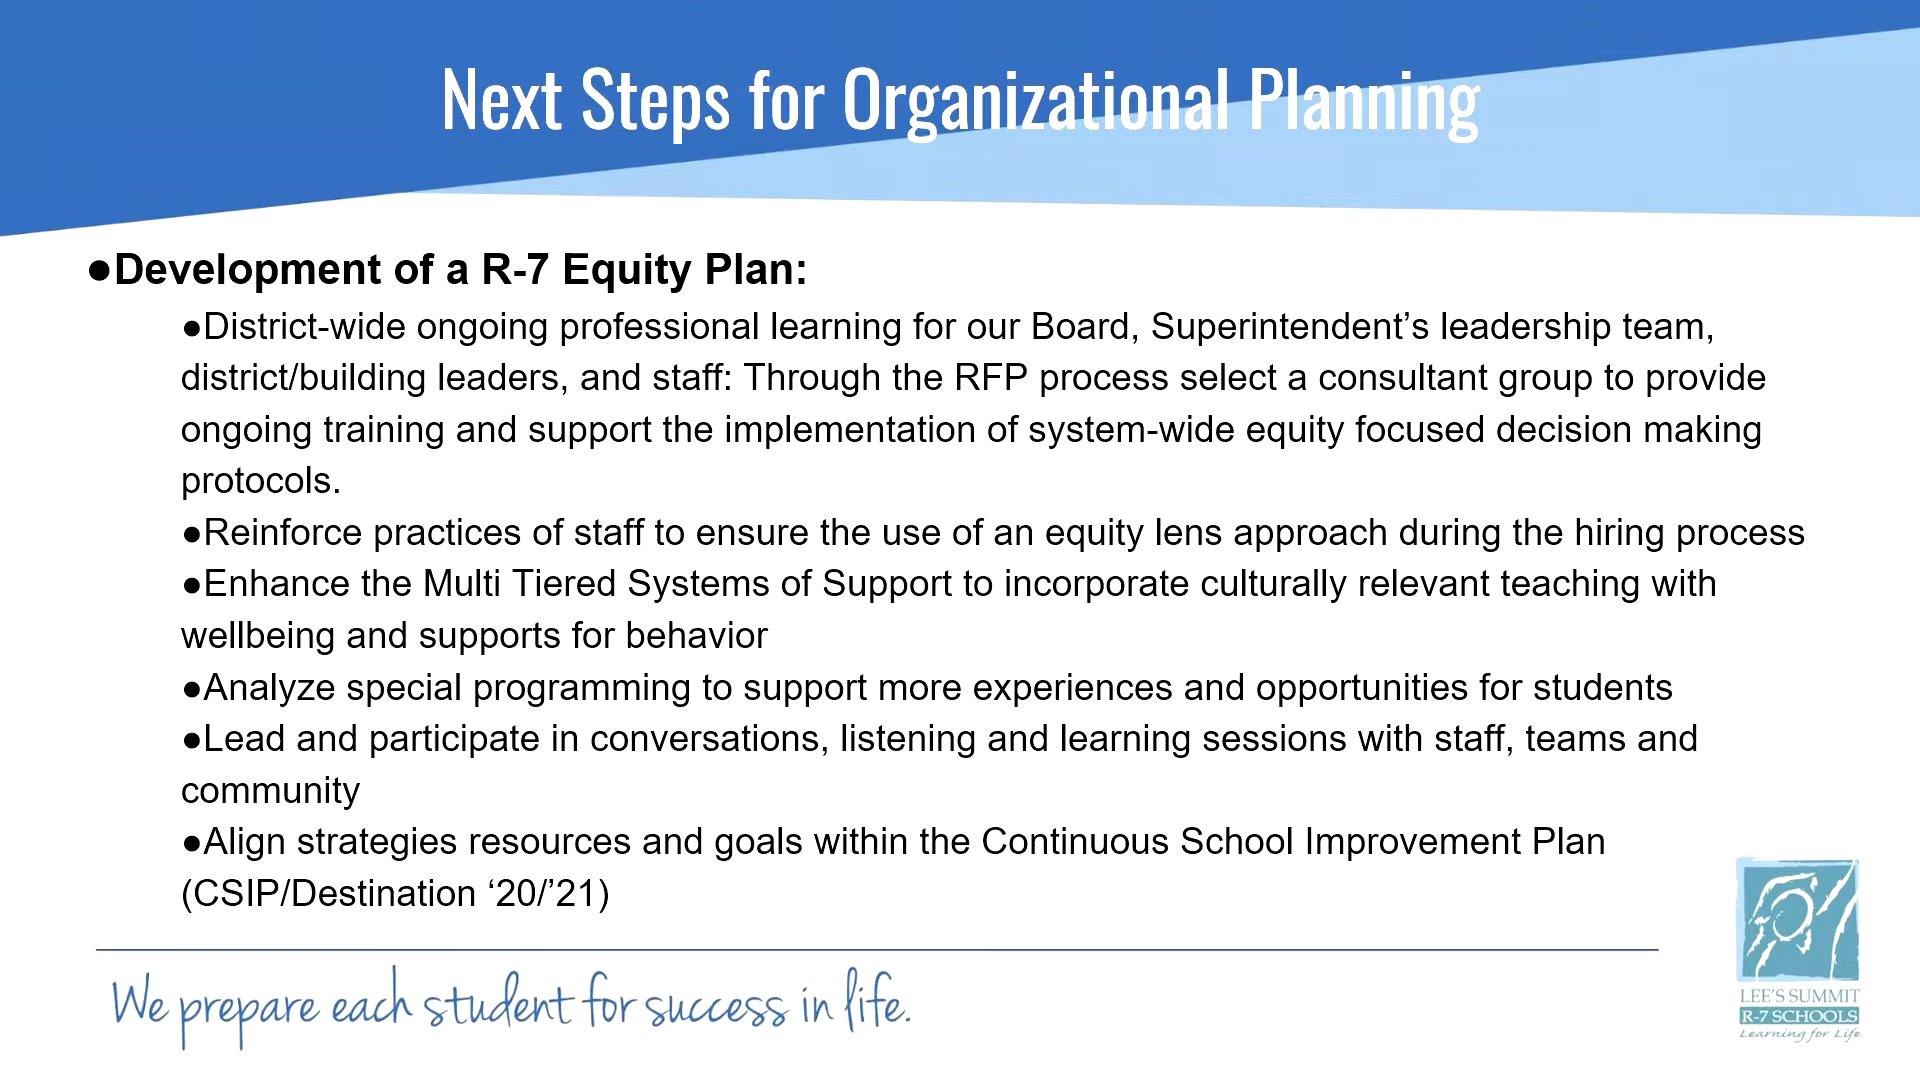 Next Steps for Organizational Planning
●Development of a R-7 Equity Plan:
●District-wide ongoing professional learning for our Board, Superintendent’s leadership team,
district/building leaders, and staff: Through the RFP process select a consultant group to provide
ongoing training and support the implementation of system-wide equity focused decision making
protocols.
●Reinforce practices of staff to ensure the use of an equity lens approach during the hiring process
●Enhance the Multi Tiered Systems of Support to incorporate culturally relevant teaching with
wellbeing and supports for behavior
●Analyze special programming to support more experiences and opportunities for students
●Lead and participate in conversations, listening and learning sessions with staff, teams and
community
●Align strategies resources and goals within the Continuous School Improvement Plan
(CSIP/Destination ‘20/’21)
We prepare each student for success in life.
LEE'S SUMMIT
R-7 SCHOOLS
Learning for Life